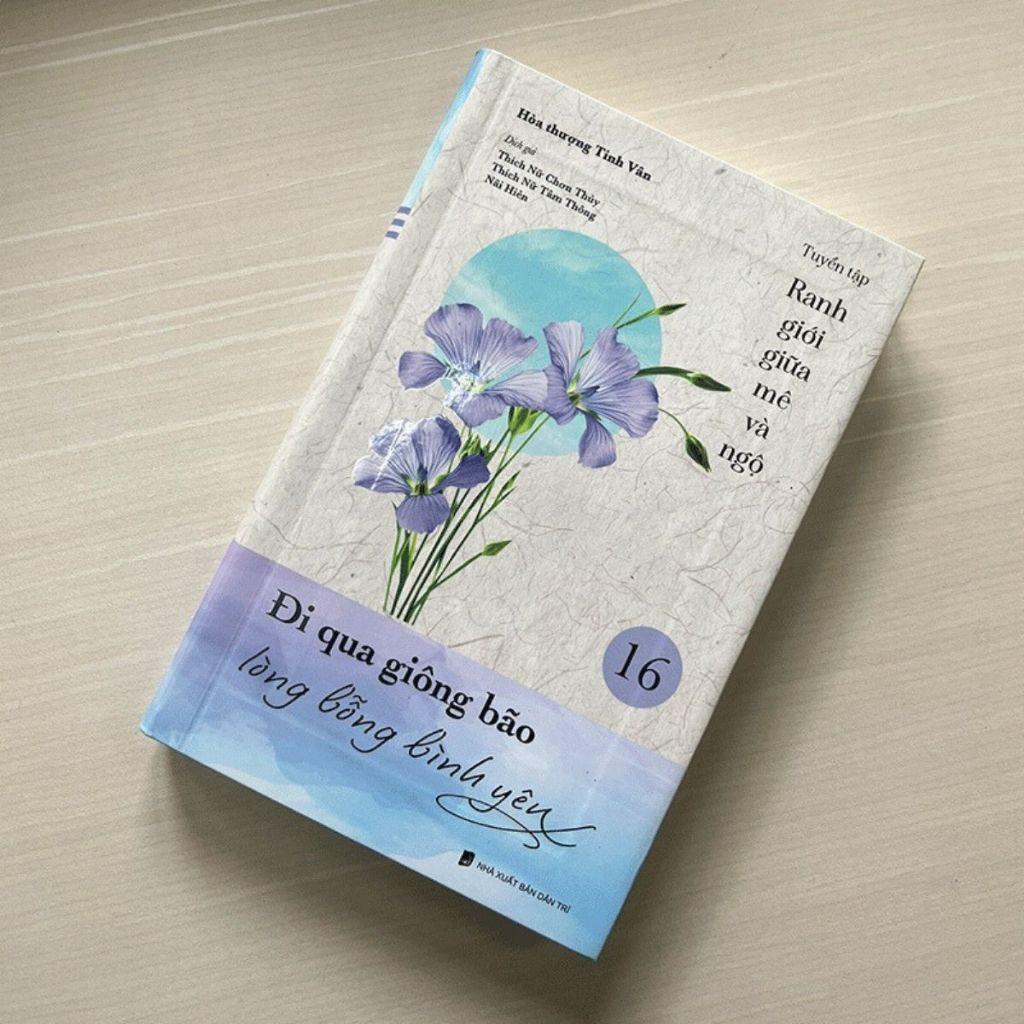 Hòa thượng Tinh Vân
Dịch giả
Thích Nữ Chơn Thủy
Thích Nữ Tâm Thông
Nãi Hiên
Tuyển tập
Ranh
giới
giữa
mê
và
ngộ
16
Đi qua giông bão
lòng bỗng bình yên
NHÀ XUẤT BẢN DÂN TRÍ